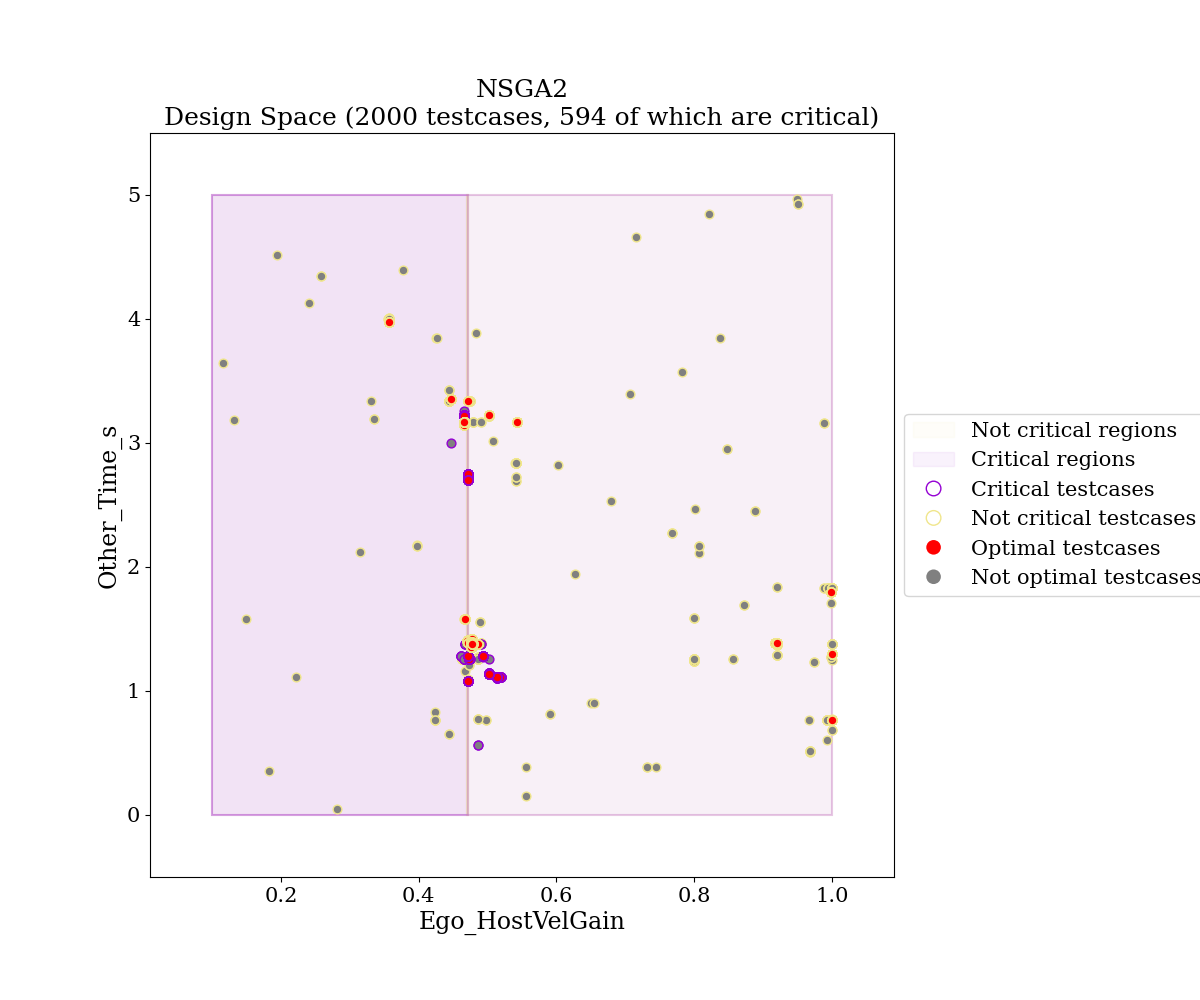 NSGA2
Design Space (2000 testcases, 594 of which are critical)
5
4
3
2
1
0
Other_Time_s
0.2
0.4
0.6
0.8
1.0
Ego_HostVelGain
Not critical regions
Critical regions
Critical testcases
Not critical testcases
Optimal testcases
Not optimal testcases